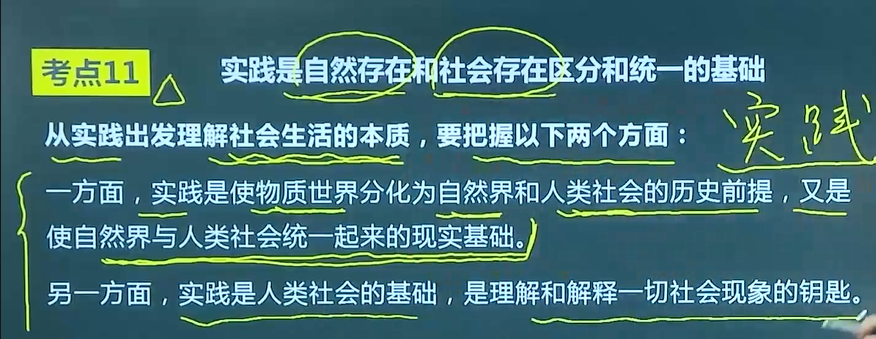 考点11
实践是自然存在和社会存在区分和统一的基础
从实践出发理解社会生活的本质，要把握以下两个方面：
实践
一方面，实践是使物质世界分化为自然界和人类社会的历史前提，又是
使自然界与人类社会统一起来的现实基础。
另一方面，实践是人类社会的基础，是理解和解释一切社会现象的钥匙。